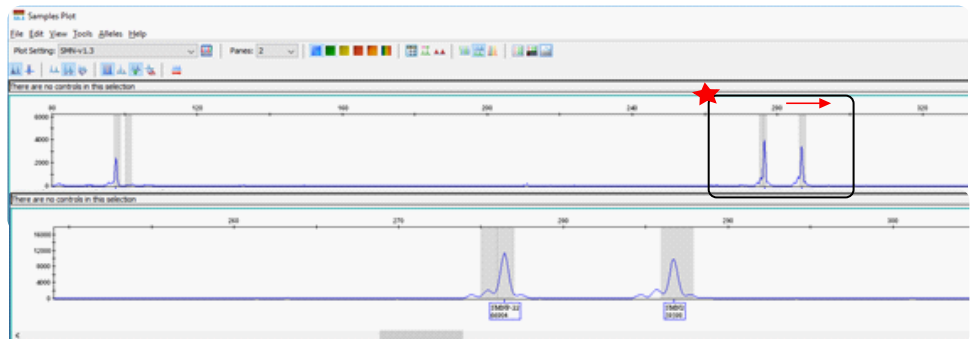 Samples Plot
File Edit View Tools Alleles Help
Plot Setting: SMN-v1.3 Panes: 2
There are no controls in this selection
80 120 160 200 240 280 320
6000
4000
2000
0
There are no controls in this selection
260 270 280 290 300
16000
12000
8000
4000
0